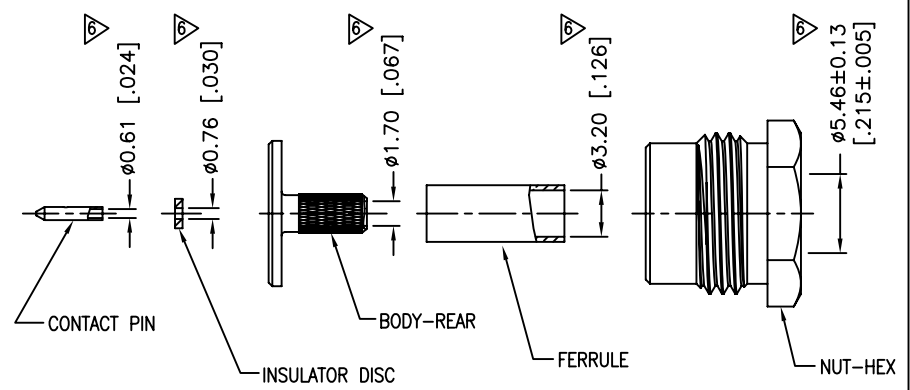 6
6
6
6
6
ø0.61 [.024]
ø0.76 [.030]
ø1.70 [.067]
ø3.20 [.126]
ø5.46±0.13
[.215±.005]
CONTACT PIN
INSULATOR DISC
BODY-REAR
FERRULE
NUT-HEX